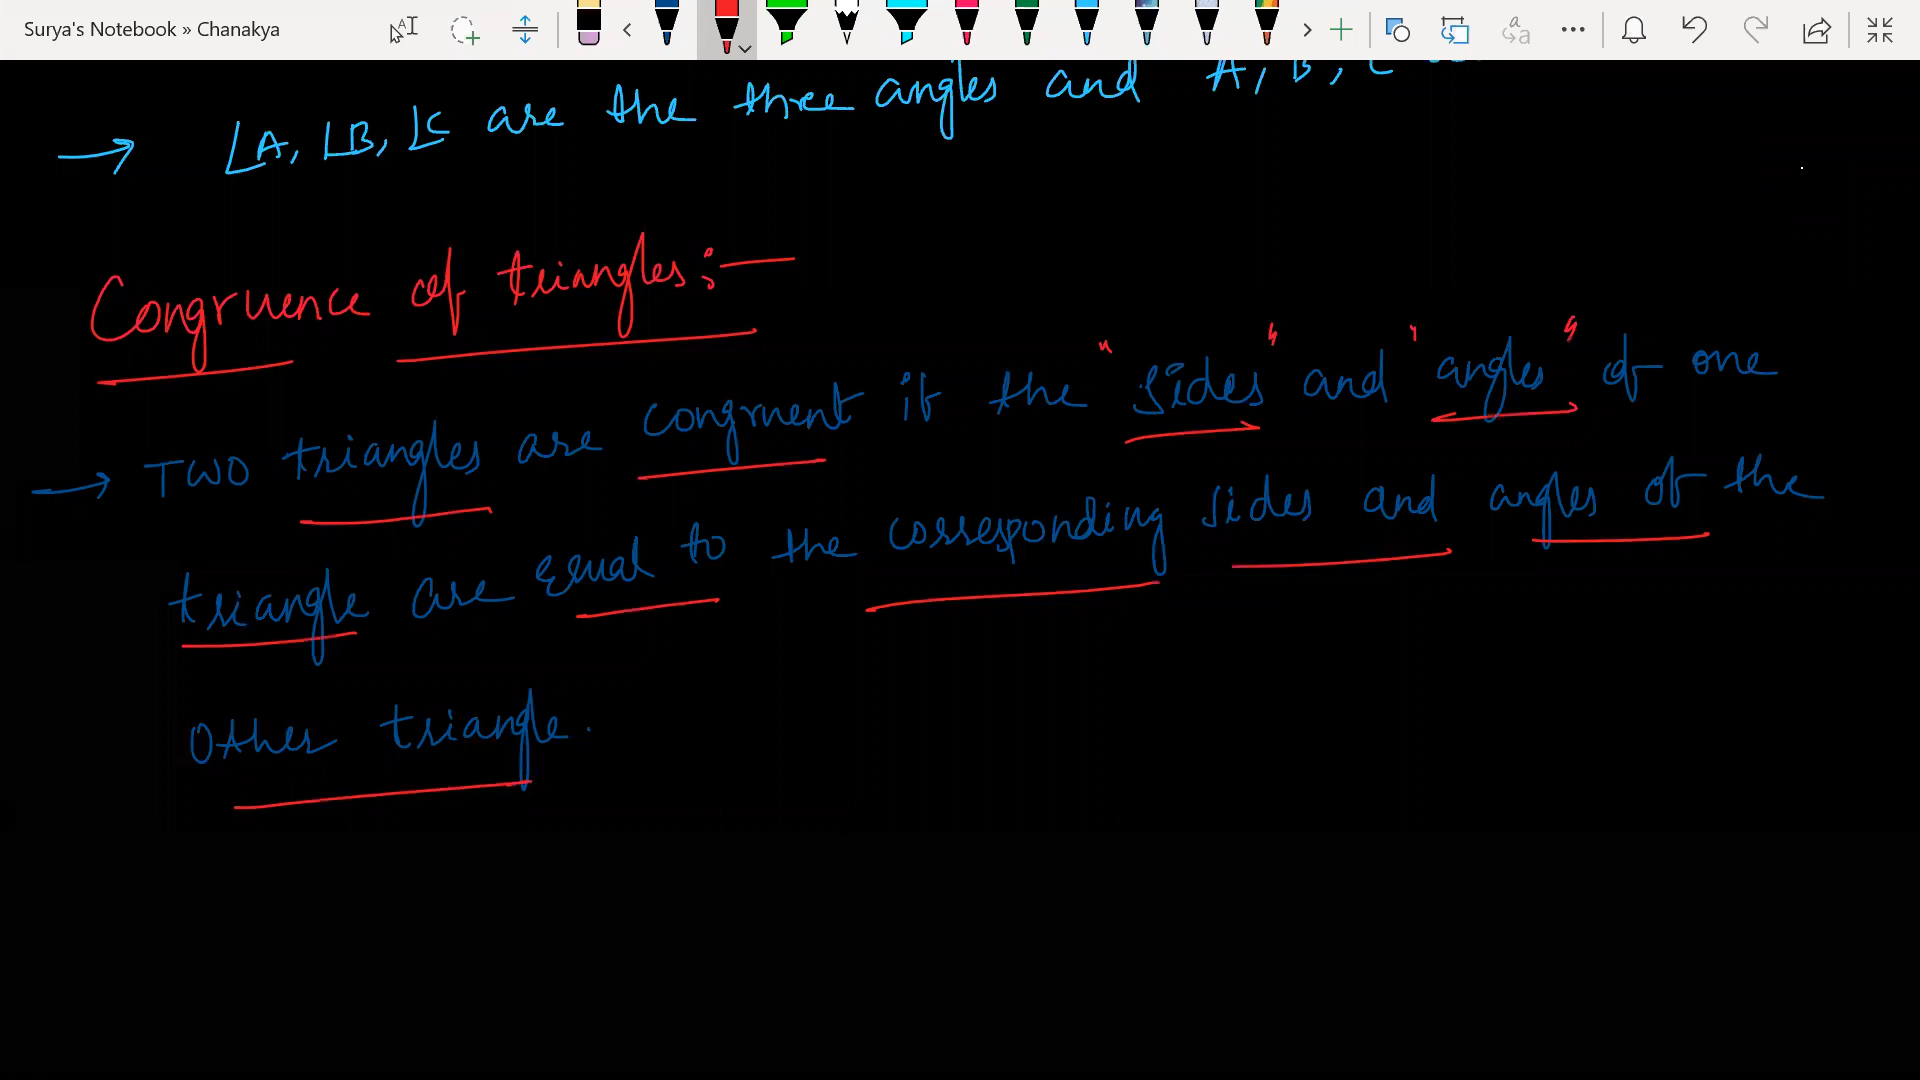 Surya's Notebook » Chanakya
→ ∠A, ∠B, ∠C are the three angles and A, B, C
Congruence of triangles:—
→ Two triangles are congruent if the "sides" and "angles" of one
triangle are equal to the corresponding sides and angles of the
other triangle.